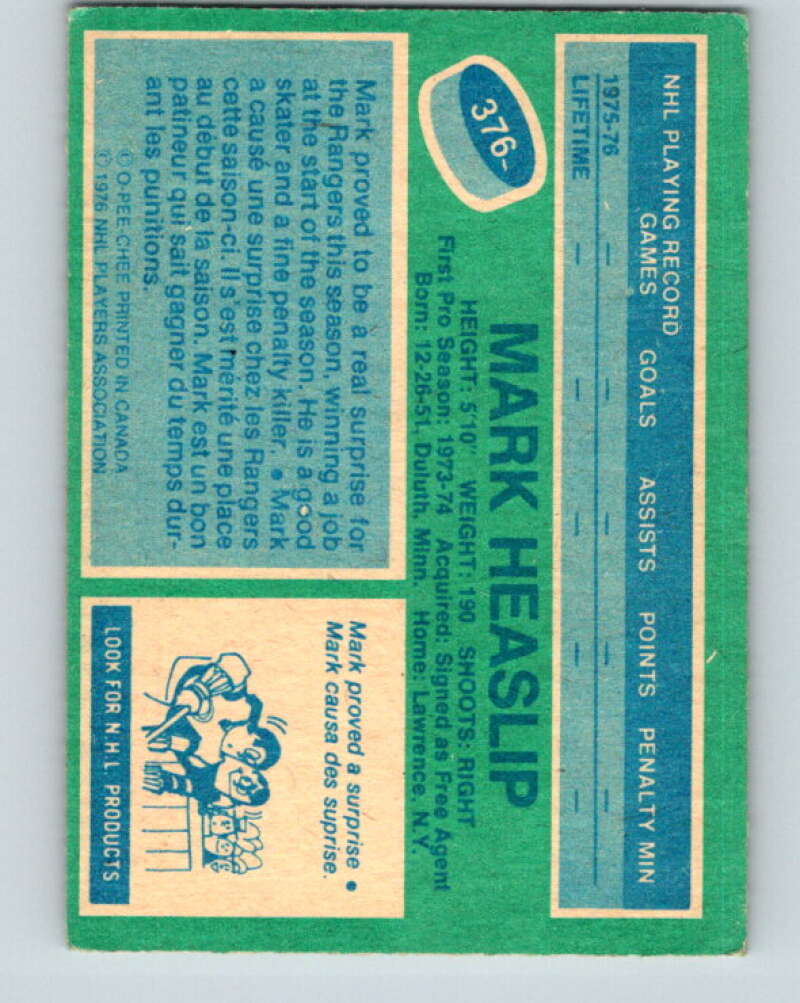 NHL PLAYING RECORD
GAMES GOALS ASSISTS POINTS PENALTY MIN
1975-76 — — — — —
LIFETIME — — — — —
376-
MARK HEASLIP
HEIGHT: 5'10" WEIGHT: 190 SHOOTS: RIGHT
First Pro Season: 1973-74 Acquired: Signed as Free Agent
Born: 12-26-51, Duluth, Minn. Home: Lawrence, N.Y.
Mark proved to be a real surprise for
the Rangers this season, winning a job
at the start of the season. He is a good
skater and a fine penalty killer. • Mark
a causé une surprise chez les Rangers
cette saison-ci. Il s'est mérité une place
au début de la saison. Mark est un bon
patineur qui sait gagner du temps dur-
ant les punitions.
© O-PEE-CHEE PRINTED IN CANADA
© 1976 NHL PLAYERS ASSOCIATION
Mark proved a surprise •
Mark causa des suprise.
LOOK FOR N.H.L. PRODUCTS